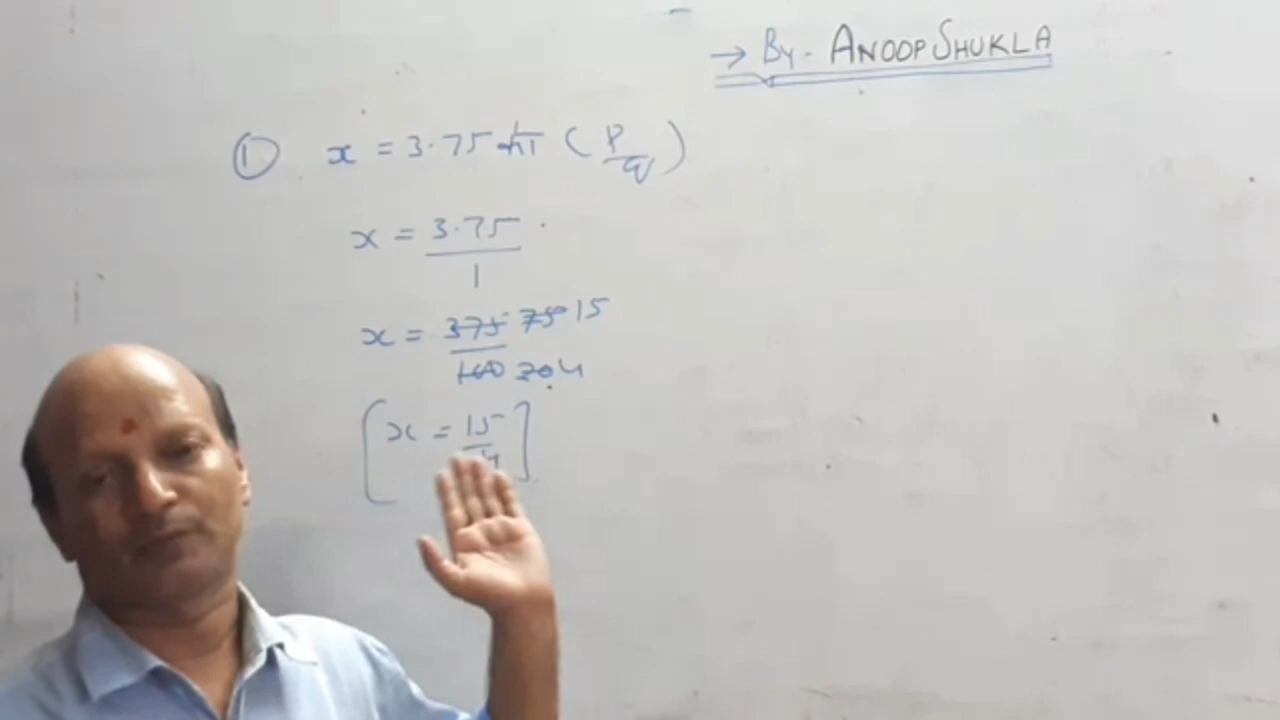 → By - ANOOP SHUKLA
① x = 3.75 का (P/q)
x = 3.75/1
x = 375 75 15
100 20 4
[x = 15/4]